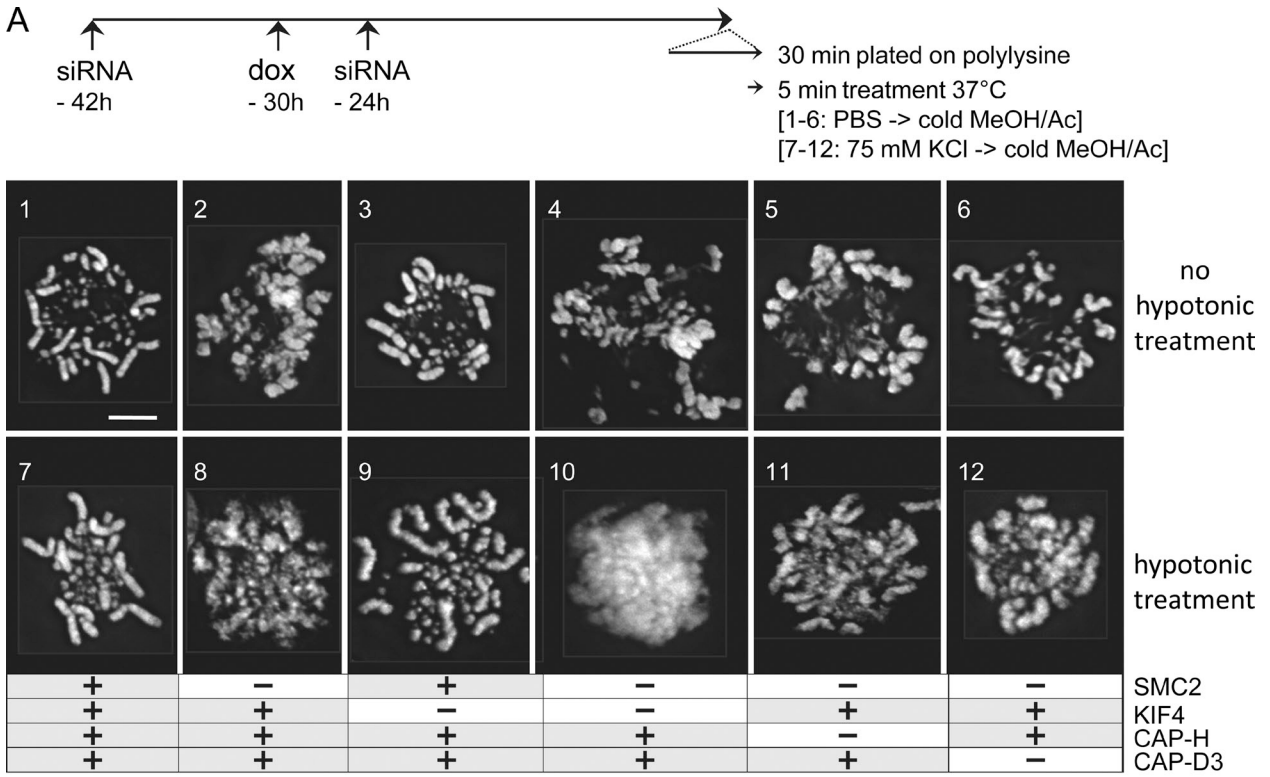 A
siRNA
- 42h
dox
- 30h
siRNA
- 24h
30 min plated on polylysine
5 min treatment 37°C
[1-6: PBS -> cold MeOH/Ac]
[7-12: 75 mM KCl -> cold MeOH/Ac]
1 2 3 4 5 6
no
hypotonic
treatment
7 8 9 10 11 12
hypotonic
treatment
+ − + − − − SMC2
+ + − − + + KIF4
+ + + + − + CAP-H
+ + + + + − CAP-D3